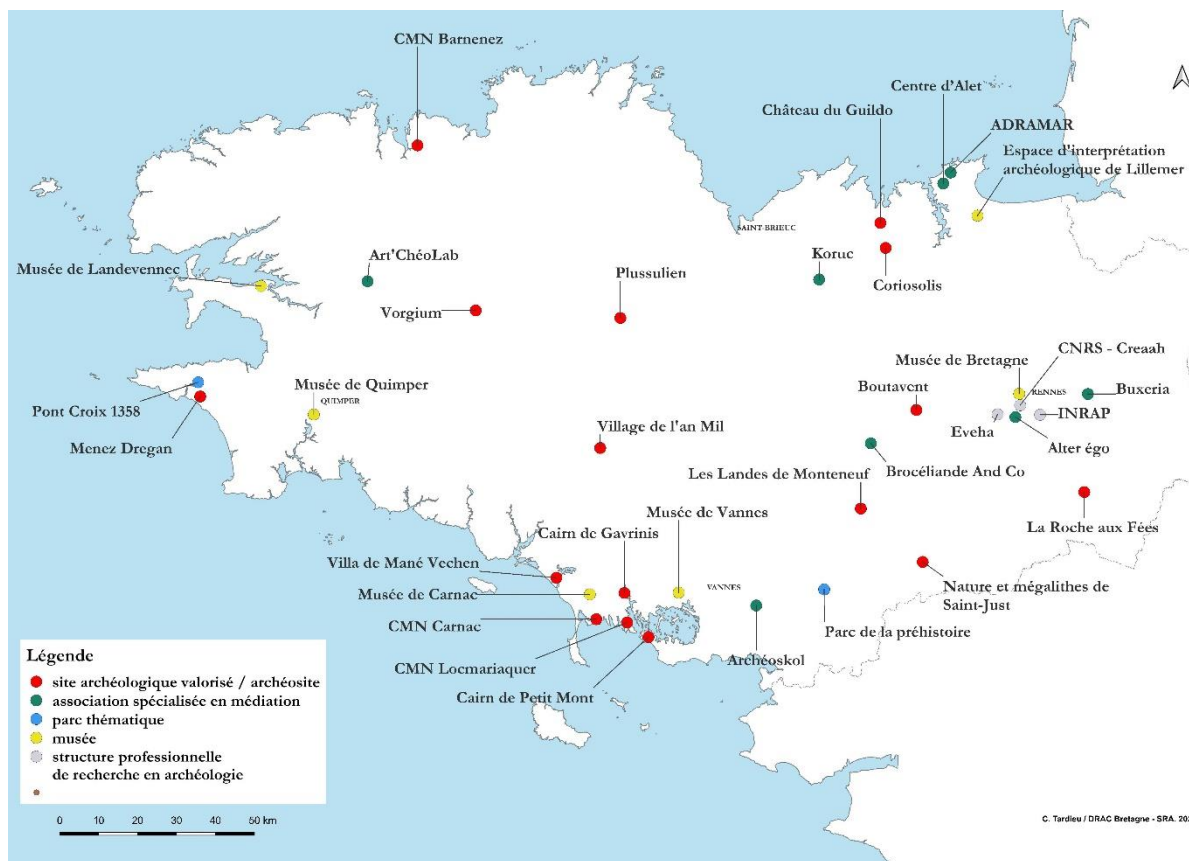 CMN Barnenez
Centre d'Alet
Château du Guildo
ADRAMAR
Espace d'interprétation
archéologique de Lillemer
SAINT-BRIEUC
Art'ChéoLab
Musée de Landevennec
Koruc
Plussulien
Coriosolis
Vorgium
CNRS - Creaah
Musée de Bretagne
RENNES
Buxeria
Boutavent
Musée de Quimper
QUIMPER
Pont Croix 1358
INRAP
Menez Dregan
Village de l'an Mil
Eveha
Alter égo
Brocéliande And Co
Les Landes de Monteneuf
Musée de Vannes
La Roche aux Fées
Cairn de Gavrinis
Villa de Mané Vechen
VANNES
Nature et mégalithes de
Saint-Just
Musée de Carnac
CMN Carnac
Parc de la préhistoire
Archéoskol
CMN Locmariaquer
Cairn de Petit Mont
Légende
site archéologique valorisé / archéosite
association spécialisée en médiation
parc thématique
musée
structure professionnelle
de recherche en archéologie
0 10 20 30 40 50 km
C. Tardieu / DRAC Bretagne - SRA.